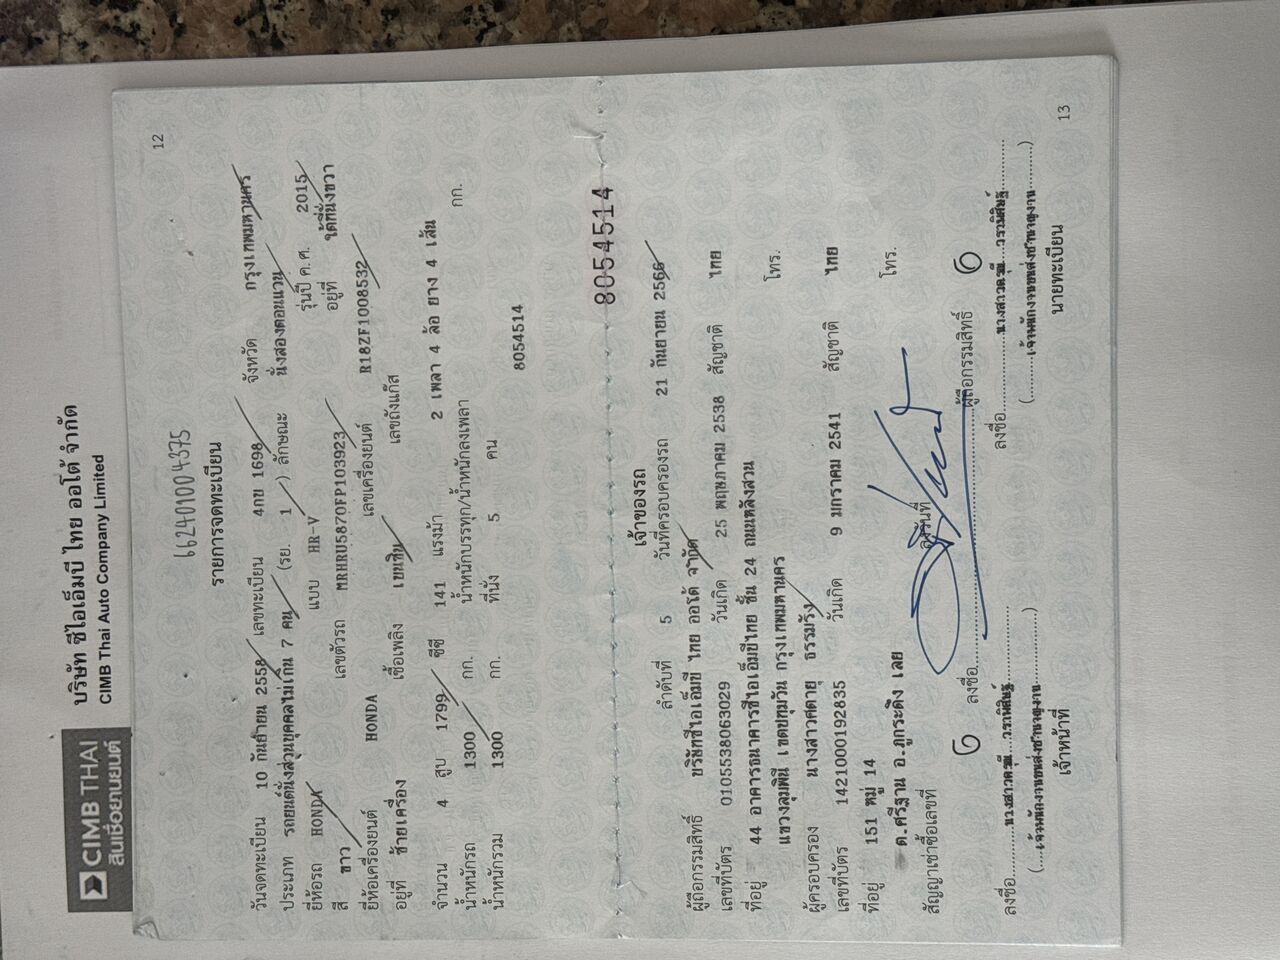 CIMB THAI
สินเชื่อยานยนต์
บริษัท ซีไอเอ็มบี ไทย ออโต้ จำกัด
CIMB Thai Auto Company Limited
12
162401004375
รายการจดทะเบียน
วันจดทะเบียน 10 กันยายน 2558 เลขทะเบียน 4กย 1698 จังหวัด กรุงเทพมหานคร
ประเภท รถยนต์นั่งส่วนบุคคลไม่เกิน 7 คน (รย. 1 ) ลักษณะ นั่งสองตอนแวน
ยี่ห้อรถ HONDA แบบ HR-V รุ่นปี ค.ศ. 2015
สี ขาว เลขตัวรถ MRHRU5870FP103923 อยู่ที่ ใต้ที่นั่งขวา
ยี่ห้อเครื่องยนต์ HONDA เลขเครื่องยนต์ R18ZF1008532
อยู่ที่ ซ้ายเครื่อง เชื้อเพลิง เบนซิน เลขถังแก๊ส
จำนวน 4 สูบ 1799 ซีซี 141 แรงม้า 2 เพลา 4 ล้อ ยาง 4 เส้น
น้ำหนักรถ 1300 กก. น้ำหนักบรรทุก/น้ำหนักลงเพลา กก.
น้ำหนักรวม 1300 กก. ที่นั่ง 5 คน
8054514
8054514
เจ้าของรถ
ลำดับที่ 5 วันที่ครอบครองรถ 21 กันยายน 2566
ผู้ถือกรรมสิทธิ์ บริษัทซีไอเอ็มบี ไทย ออโต้ จำกัด
เลขที่บัตร 0105538063029 วันเกิด 25 พฤษภาคม 2538 สัญชาติ ไทย
ที่อยู่ 44 อาคารธนาคารซีไอเอ็มบีไทย ชั้น 24 ถนนหลังสวน
แขวงลุมพินี เขตปทุมวัน กรุงเทพมหานคร โทร.
ผู้ครอบครอง นางสาวศตายุ ธรรมรัง
เลขที่บัตร 1421000192835 วันเกิด 9 มกราคม 2541 สัญชาติ ไทย
ที่อยู่ 151 หมู่ 14
ต.ศรีฐาน อ.ภูกระดึง เลย โทร.
สัญญาเช่าซื้อเลขที่ ลงวันที่
ลงชื่อ ผู้ถือกรรมสิทธิ์
ลงชื่อ ลงชื่อ
เจ้าหน้าที่ นายทะเบียน
13